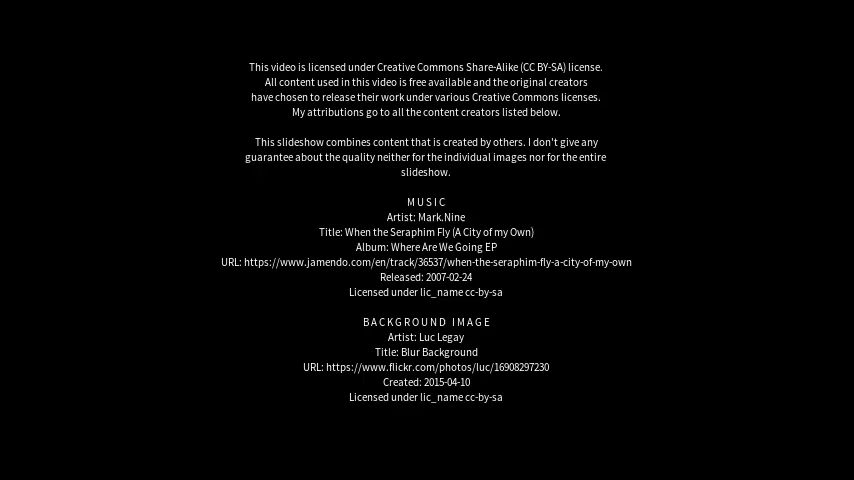 This video is licensed under Creative Commons Share-Alike (CC BY-SA) license.
All content used in this video is free available and the original creators
have chosen to release their work under various Creative Commons licenses.
My attributions go to all the content creators listed below.
This slideshow combines content that is created by others. I don't give any
guarantee about the quality neither for the individual images nor for the entire
slideshow.
MUSIC
Artist: Mark.Nine
Title: When the Seraphim Fly (A City of my Own)
Album: Where Are We Going EP
URL: https://www.jamendo.com/en/track/36537/when-the-seraphim-fly-a-city-of-my-own
Released: 2007-02-24
Licensed under lic_name cc-by-sa
BACKGROUND IMAGE
Artist: Luc Legay
Title: Blur Background
URL: https://www.flickr.com/photos/luc/16908297230
Created: 2015-04-10
Licensed under lic_name cc-by-sa